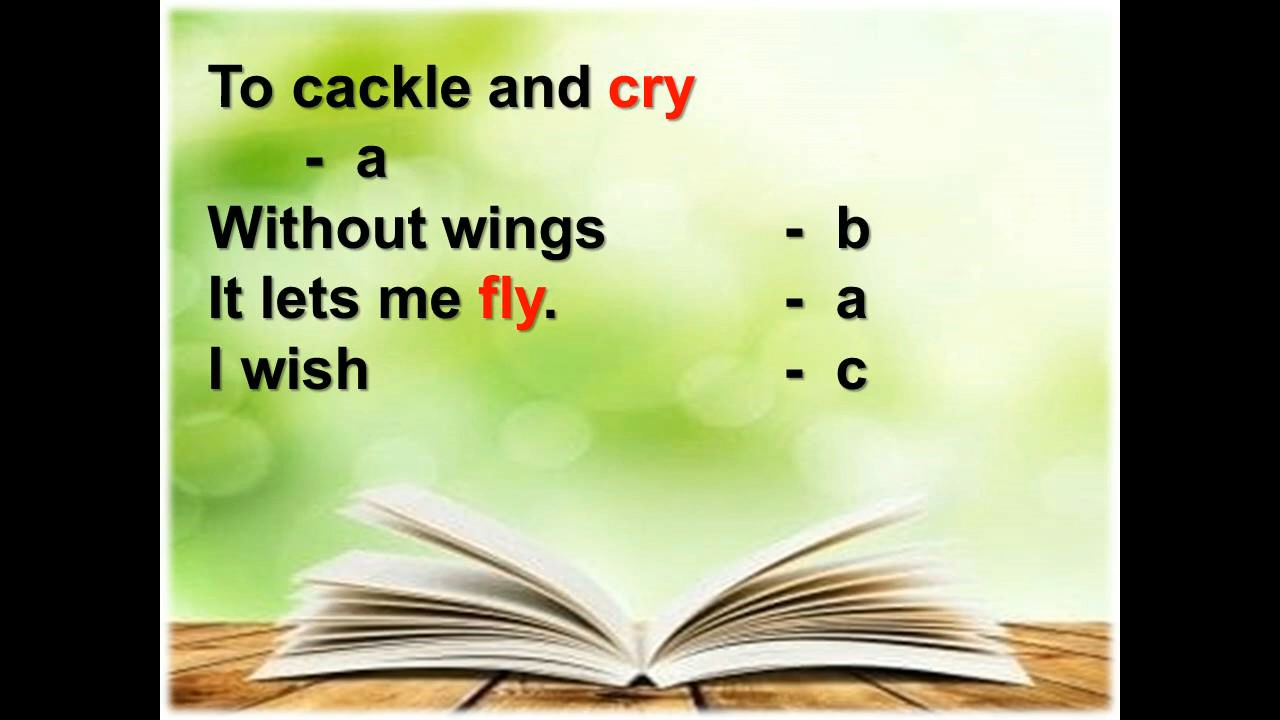 To cackle and cry
- a
Without wings - b
It lets me fly. - a
I wish - c